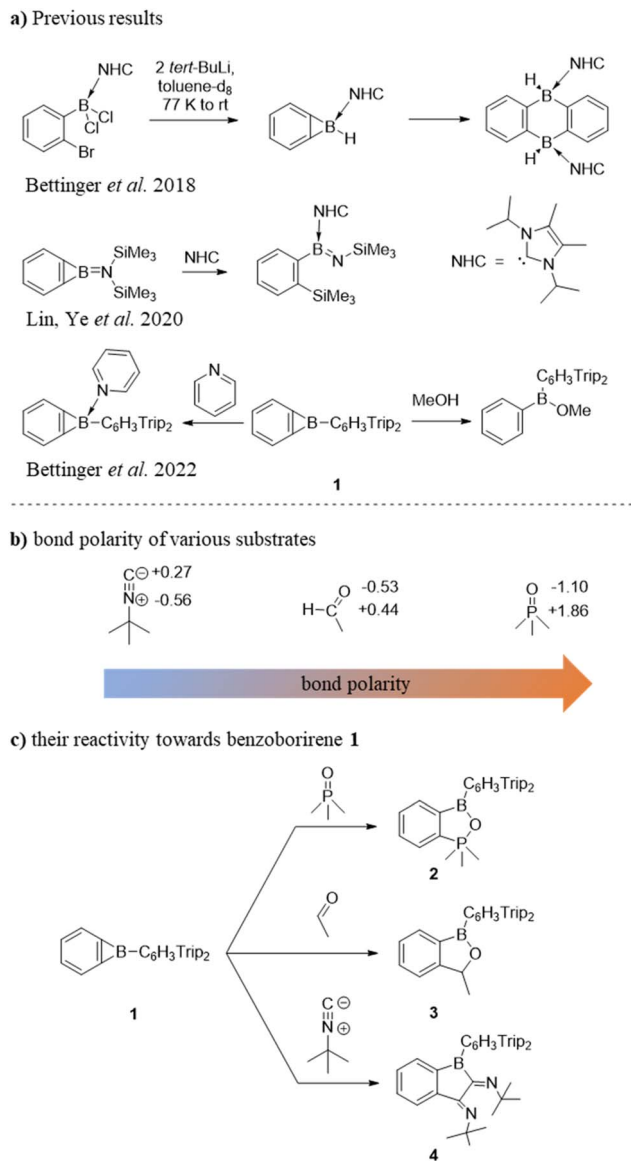 a) Previous results
NHC
B
Cl
Cl
Br
2 tert-BuLi,
toluene-d₈
77 K to rt
NHC
B
H
H
B
NHC
H
B
NHC
Bettinger et al. 2018
B=N
SiMe₃
SiMe₃
NHC
NHC
B
N
SiMe₃
SiMe₃
NHC =
N
N
:
Lin, Ye et al. 2020
N
B–C₆H₃Trip₂
N
B–C₆H₃Trip₂
MeOH
C₆H₃Trip₂
B
OMe
Bettinger et al. 2022
1
b) bond polarity of various substrates
C⊖ +0.27
N⊕ -0.56
O -0.53
H–C +0.44
O -1.10
P +1.86
bond polarity
c) their reactivity towards benzoborirene 1
O
P
C₆H₃Trip₂
B
O
P
2
O
C₆H₃Trip₂
B
O
3
B–C₆H₃Trip₂
1
C⊖
N⊕
C₆H₃Trip₂
B
N
N
4